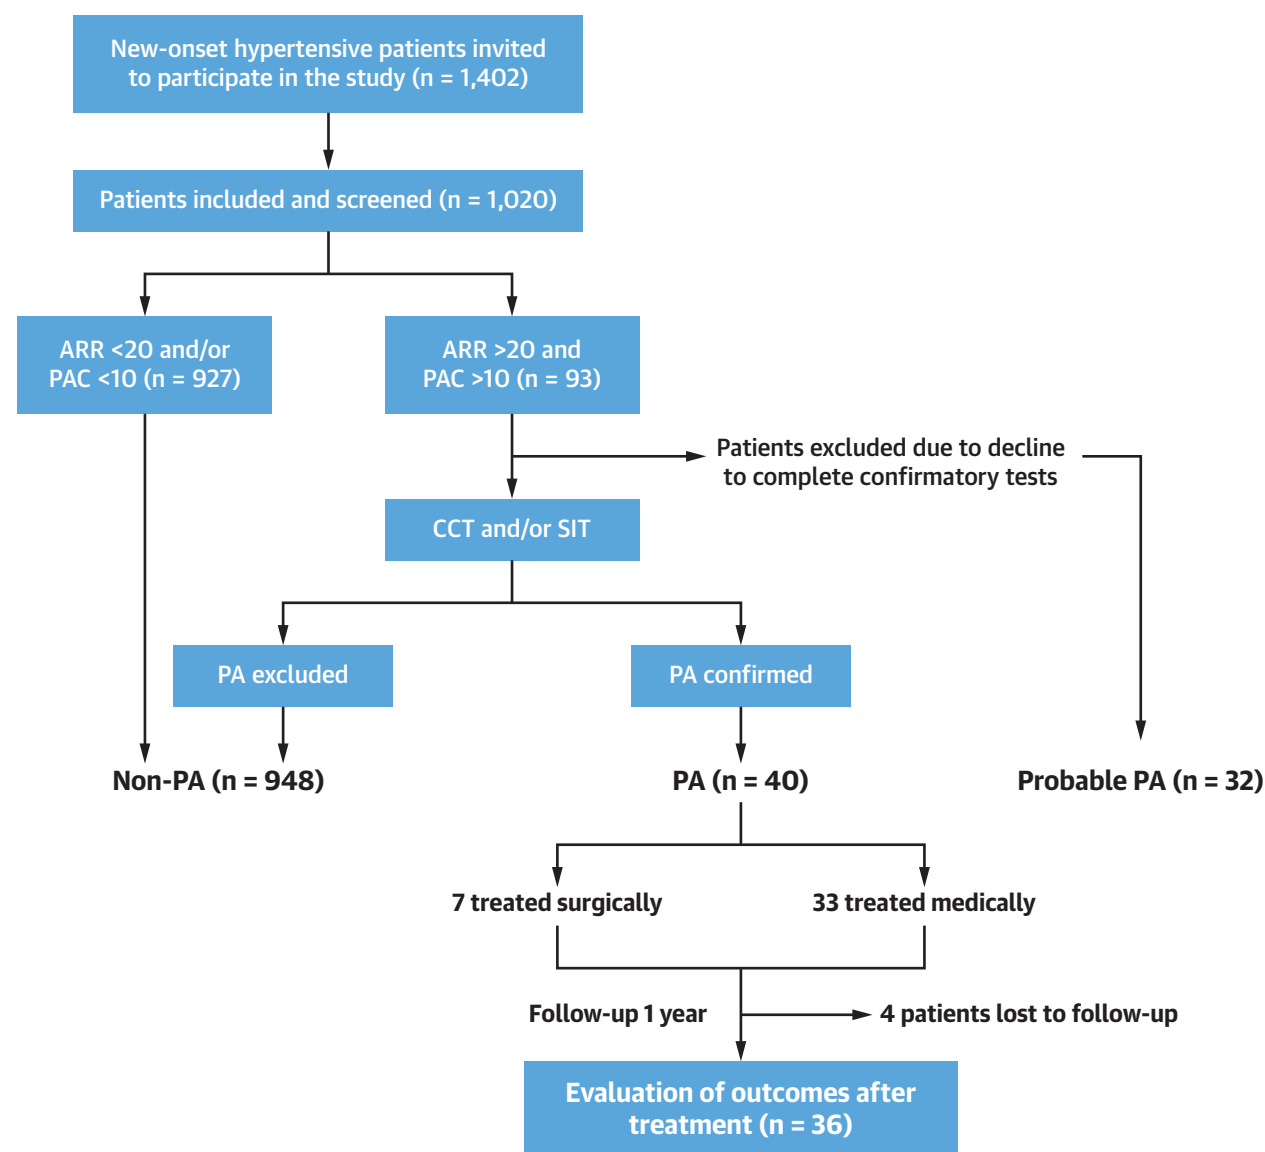 New-onset hypertensive patients invited
to participate in the study (n = 1,402)
Patients included and screened (n = 1,020)
ARR <20 and/or
PAC <10 (n = 927)
ARR >20 and
PAC >10 (n = 93)
Patients excluded due to decline
to complete confirmatory tests
CCT and/or SIT
PA excluded
PA confirmed
Non-PA (n = 948)
PA (n = 40)
Probable PA (n = 32)
7 treated surgically
33 treated medically
Follow-up 1 year
4 patients lost to follow-up
Evaluation of outcomes after
treatment (n = 36)